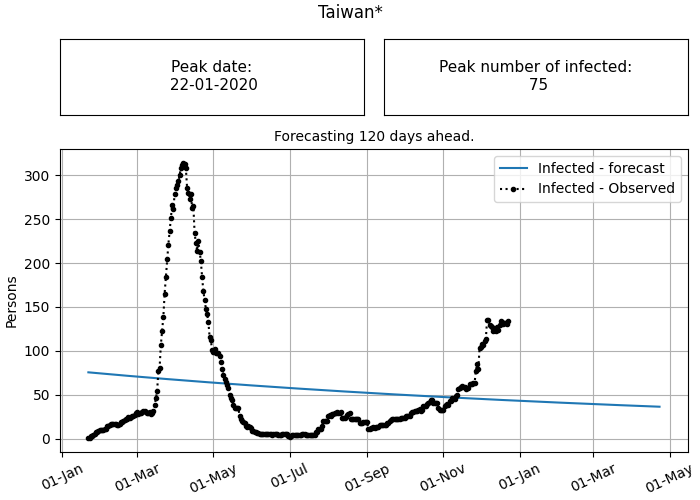 Taiwan*
Peak date:
22-01-2020
Peak number of infected:
75
Forecasting 120 days ahead.
Infected - forecast
Infected - Observed
Persons
300
250
200
150
100
50
0
01-Jan
01-Mar
01-May
01-Jul
01-Sep
01-Nov
01-Jan
01-Mar
01-May